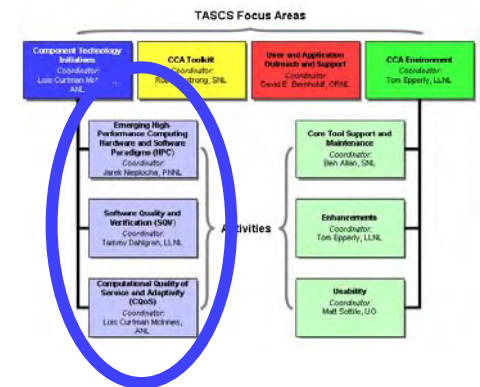 TASCS Focus Areas
Component Technology
Initiatives
Coordinator:
Lois Curfman
ANL
CCA Toolkit
Coordinator:
SNL
User and Application
Outreach and Support
Coordinator:
David E. Bernholdt, ORNL
CCA Environment
Coordinator:
Tom Epperly, LLNL
Emerging High-
Performance Computing
Hardware and Software
Paradigms (HPC)
Coordinator:
Jarek Nieplocha, PNNL
Software Quality and
Verification (SQV)
Coordinator:
Tammy Dahlgren, LLNL
Computational Quality of
Service and Adaptivity
(CQoS)
Coordinator:
Lois Curfman McInnes,
ANL
Activities
Core Tool Support and
Maintenance
Coordinator:
Ben Allan, SNL
Enhancements
Coordinator:
Tom Epperly, LLNL
Usability
Coordinator:
Matt Sottile, UO